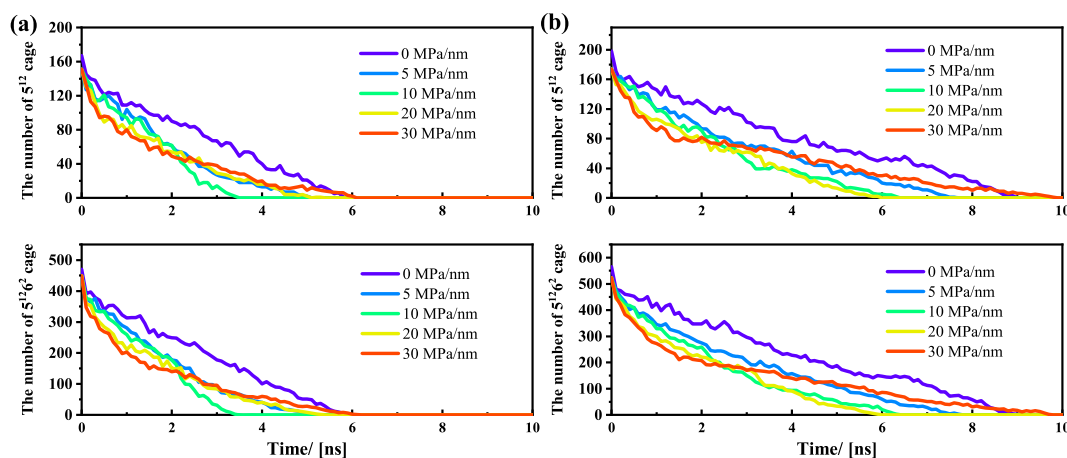 (a)
The number of 5¹² cage
200
160
120
80
40
0
0 MPa/nm
5 MPa/nm
10 MPa/nm
20 MPa/nm
30 MPa/nm
0 2 4 6 8 10
(b)
The number of 5¹² cage
200
160
120
80
40
0
0 MPa/nm
5 MPa/nm
10 MPa/nm
20 MPa/nm
30 MPa/nm
0 2 4 6 8 10
The number of 5¹²6² cage
500
400
300
200
100
0
0 MPa/nm
5 MPa/nm
10 MPa/nm
20 MPa/nm
30 MPa/nm
0 2 4 6 8 10
Time/ [ns]
The number of 5¹²6² cage
600
500
400
300
200
100
0
0 MPa/nm
5 MPa/nm
10 MPa/nm
20 MPa/nm
30 MPa/nm
0 2 4 6 8 10
Time/ [ns]